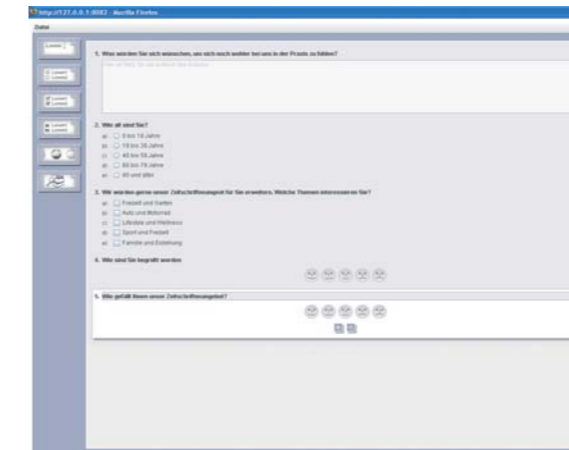 http://127.0.0.1:8082 - Mozilla Firefox
Datei
1. Was würden Sie sich wünschen, um sich noch wohler bei uns in der Praxis zu fühlen?
2. Wie alt sind Sie?
a) 0 bis 18 Jahre
b) 19 bis 39 Jahre
c) 40 bis 59 Jahre
d) 60 bis 79 Jahre
e) 80 und älter
3. Wir würden gerne unser Zeitschriftenangebot für Sie erweitern. Welche Themen interessieren Sie?
a) Freizeit und Garten
b) Auto und Motorrad
c) Lifestyle und Wellness
d) Sport und Freizeit
e) Familie und Erziehung
4. Wie sind Sie begrüßt worden
5. Wie gefällt Ihnen unser Zeitschriftenangebot?